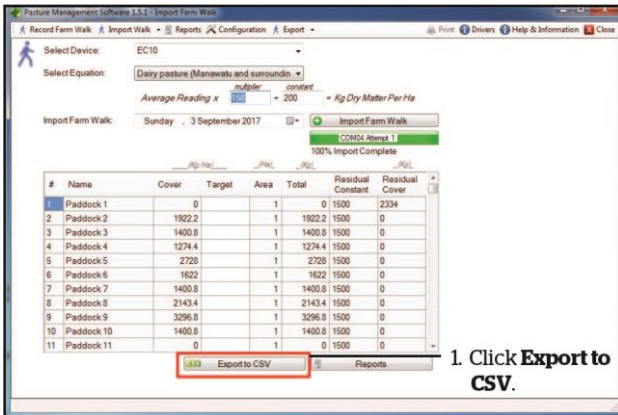 Pasture Management Software 1.5.1 - Import Farm Walk
Record Farm Walk Import Walk Reports Configuration Export Print Drivers Help & Information Close
Select Device: EC10
Select Equation: Dairy pasture (Manawatu and surroundin
multiplier constant
Average Reading x 150 + 200 = Kg Dry Matter Per Ha
Import Farm Walk: Sunday , 3 September 2017 Import Farm Walk
COM04 Attempt 1
100% Import Complete
(Kg/Ha) (Ha) (Kg) (Kg)
# Name Cover Target Area Total Residual Constant Residual Cover
1 Paddock 1 0 1 0 1500 2334
2 Paddock 2 1922.2 1 1922.2 1500 0
3 Paddock 3 1400.8 1 1400.8 1500 0
4 Paddock 4 1274.4 1 1274.4 1500 0
5 Paddock 5 2728 1 2728 1500 0
6 Paddock 6 1622 1 1622 1500 0
7 Paddock 7 1400.8 1 1400.8 1500 0
8 Paddock 8 2143.4 1 2143.4 1500 0
9 Paddock 9 3296.8 1 3296.8 1500 0
10 Paddock 10 1400.8 1 1400.8 1500 0
11 Paddock 11 0 1 0 1500 0
Export to CSV Reports
1. Click Export to
CSV.